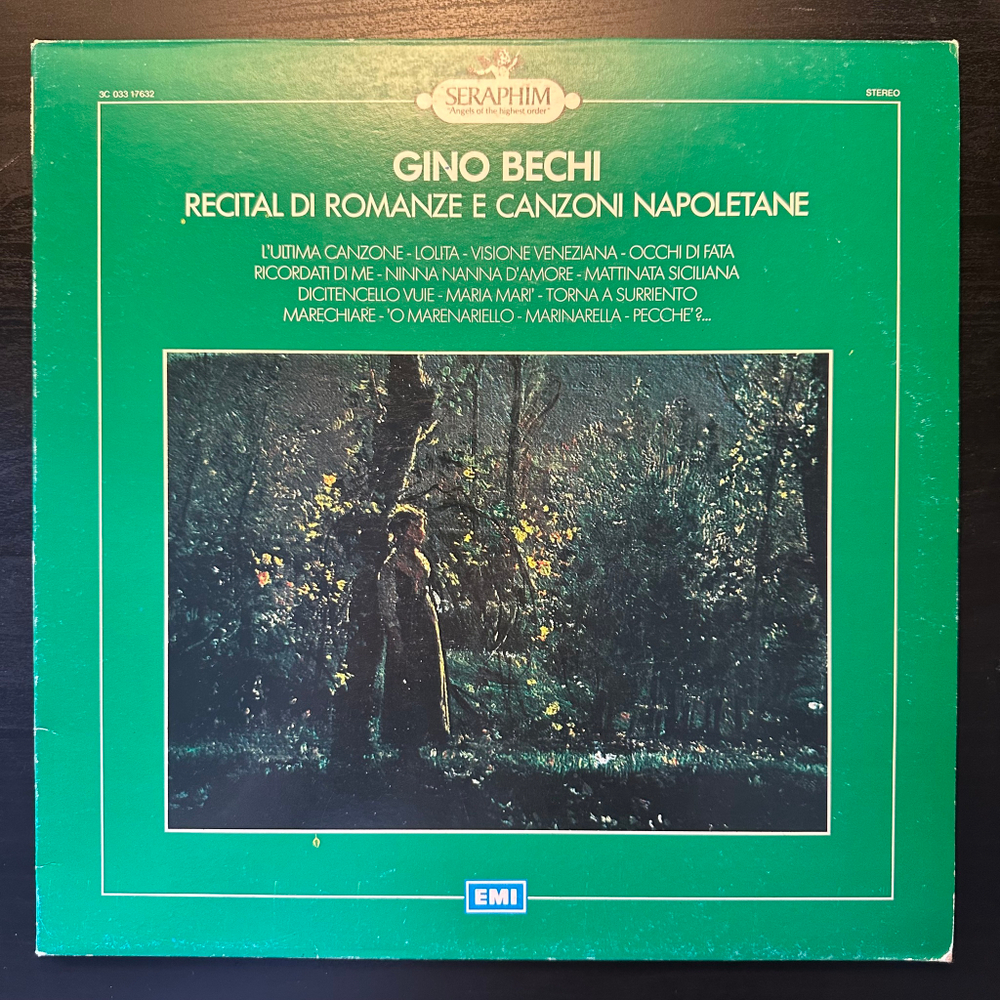 3C 033 17632
SERAPHIM
"Angels of the highest order"
STEREO
GINO BECHI
RECITAL DI ROMANZE E CANZONI NAPOLETANE
L'ULTIMA CANZONE - LOLITA - VISIONE VENEZIANA - OCCHI DI FATA
RICORDATI DI ME - NINNA NANNA D'AMORE - MATTINATA SICILIANA
DICITENCELLO VUIE - MARIA MARI' - TORNA A SURRIENTO
MARECHIARE - 'O MARENARIELLO - MARINARELLA - PECCHE'?...
EMI